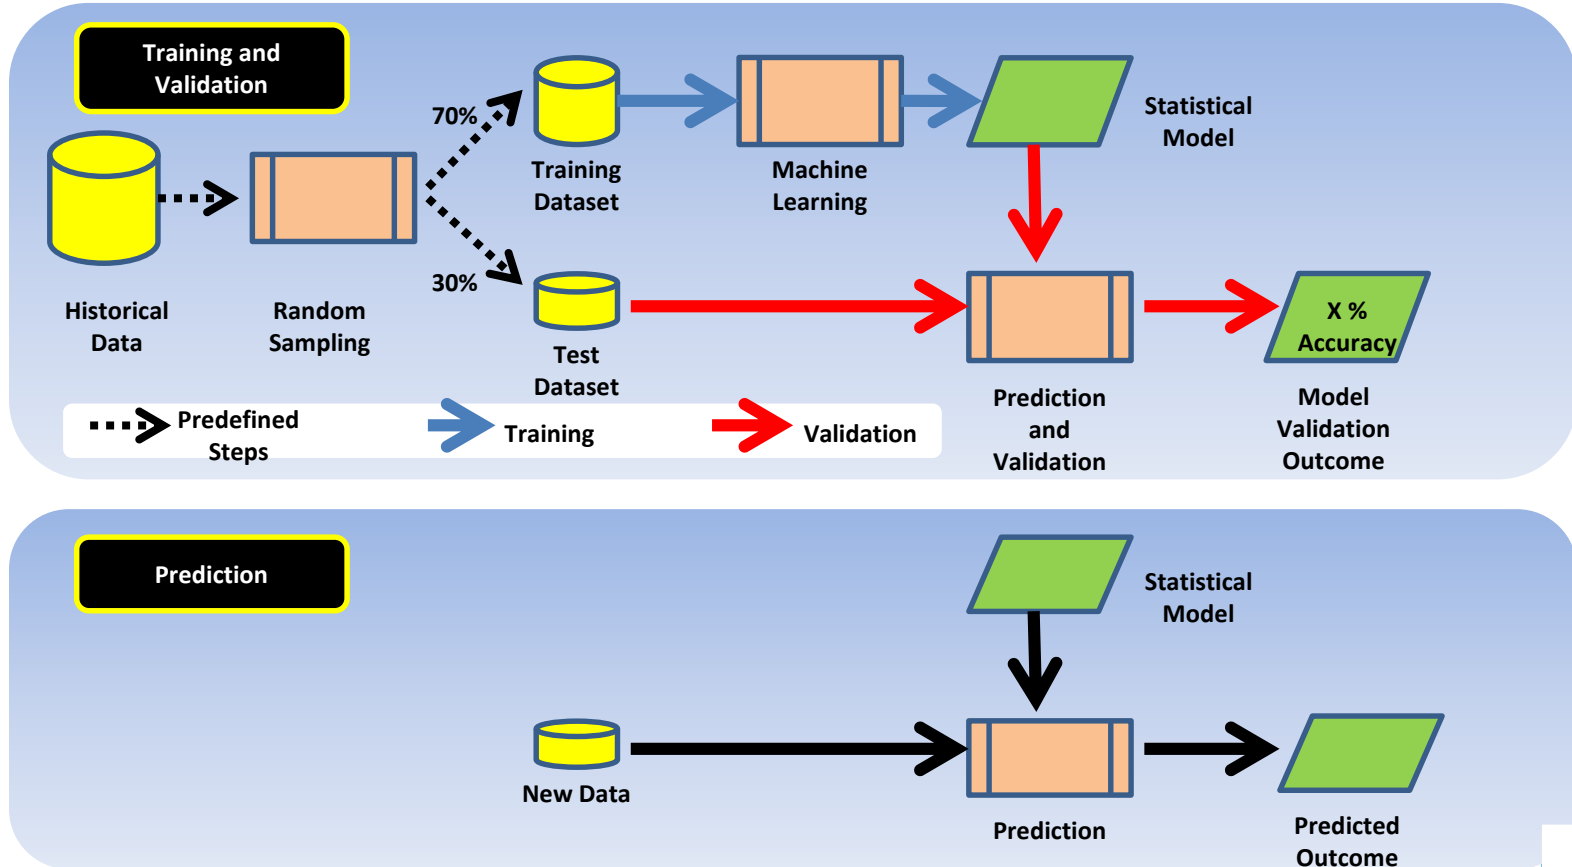 Training and
Validation
70%
30%
Historical
Data
Random
Sampling
Training
Dataset
Test
Dataset
Machine
Learning
Statistical
Model
Prediction
and
Validation
X %
Accuracy
Model
Validation
Outcome
Predefined
Steps
Training
Validation
Prediction
Statistical
Model
New Data
Prediction
Predicted
Outcome